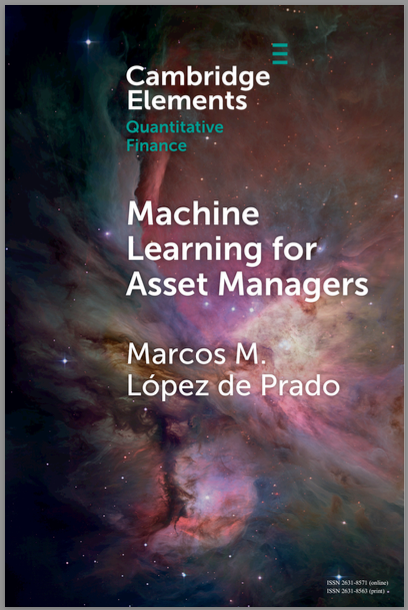 Cambridge
Elements
Quantitative
Finance
Machine
Learning for
Asset Managers
Marcos M.
López de Prado
ISSN 2631-8571 (online)
ISSN 2631-8563 (print)